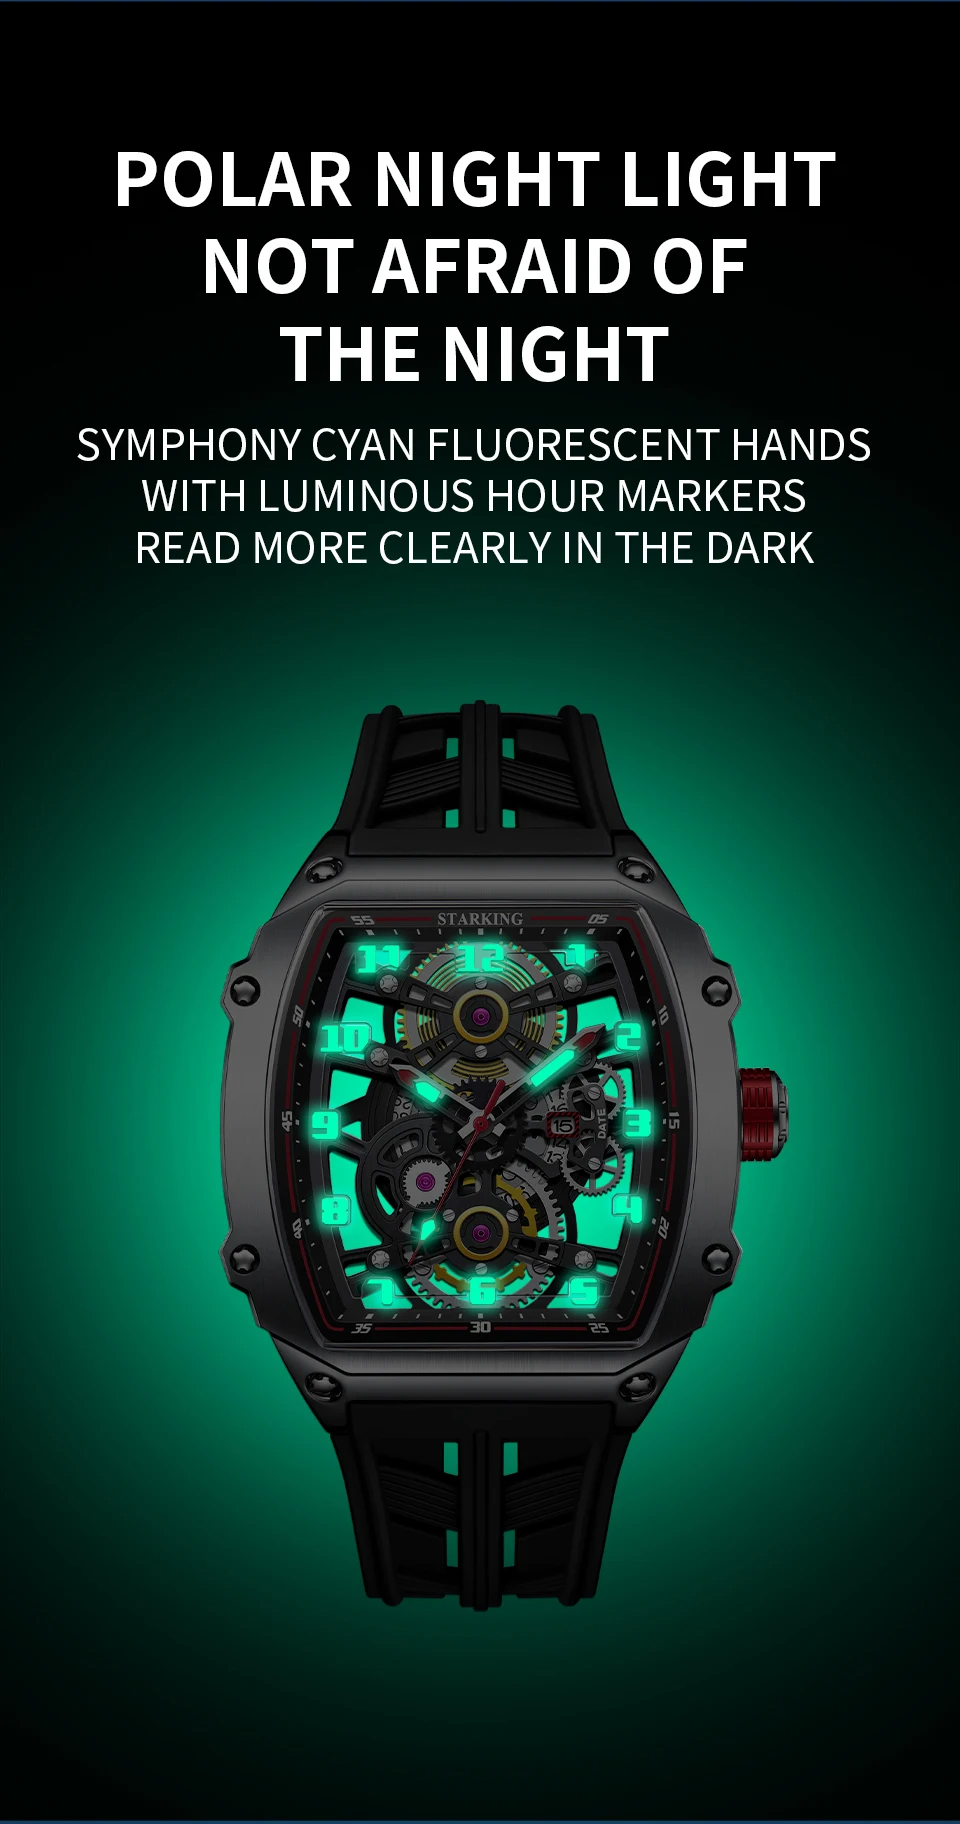 POLAR NIGHT LIGHT
NOT AFRAID OF
THE NIGHT
SYMPHONY CYAN FLUORESCENT HANDS
WITH LUMINOUS HOUR MARKERS
READ MORE CLEARLY IN THE DARK
55 STARKING 05
11 12 1
50 10
10 2
45 9 15 DATE 3 15
8 4
40 20
7 6 5
35 30 25